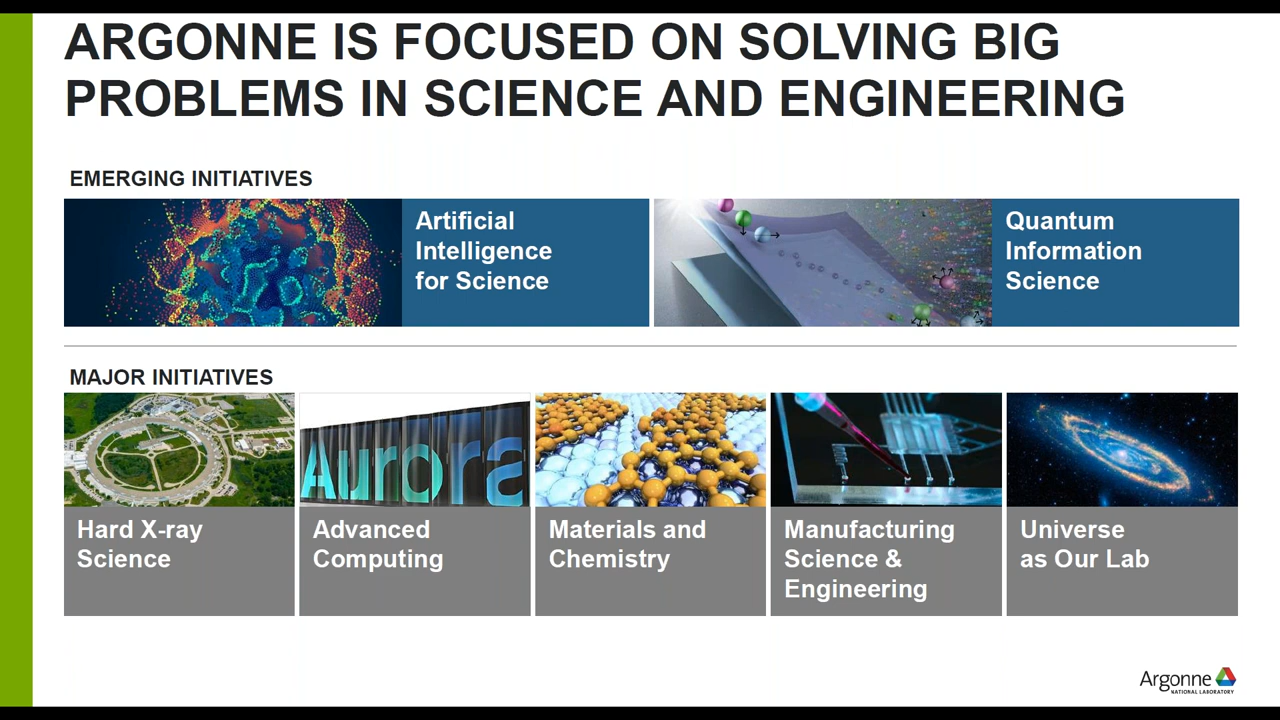 ARGONNE IS FOCUSED ON SOLVING BIG
PROBLEMS IN SCIENCE AND ENGINEERING
EMERGING INITIATIVES
Artificial
Intelligence
for Science
Quantum
Information
Science
MAJOR INITIATIVES
Aurora
Hard X-ray
Science
Advanced
Computing
Materials and
Chemistry
Manufacturing
Science &
Engineering
Universe
as Our Lab
Argonne
NATIONAL LABORATORY